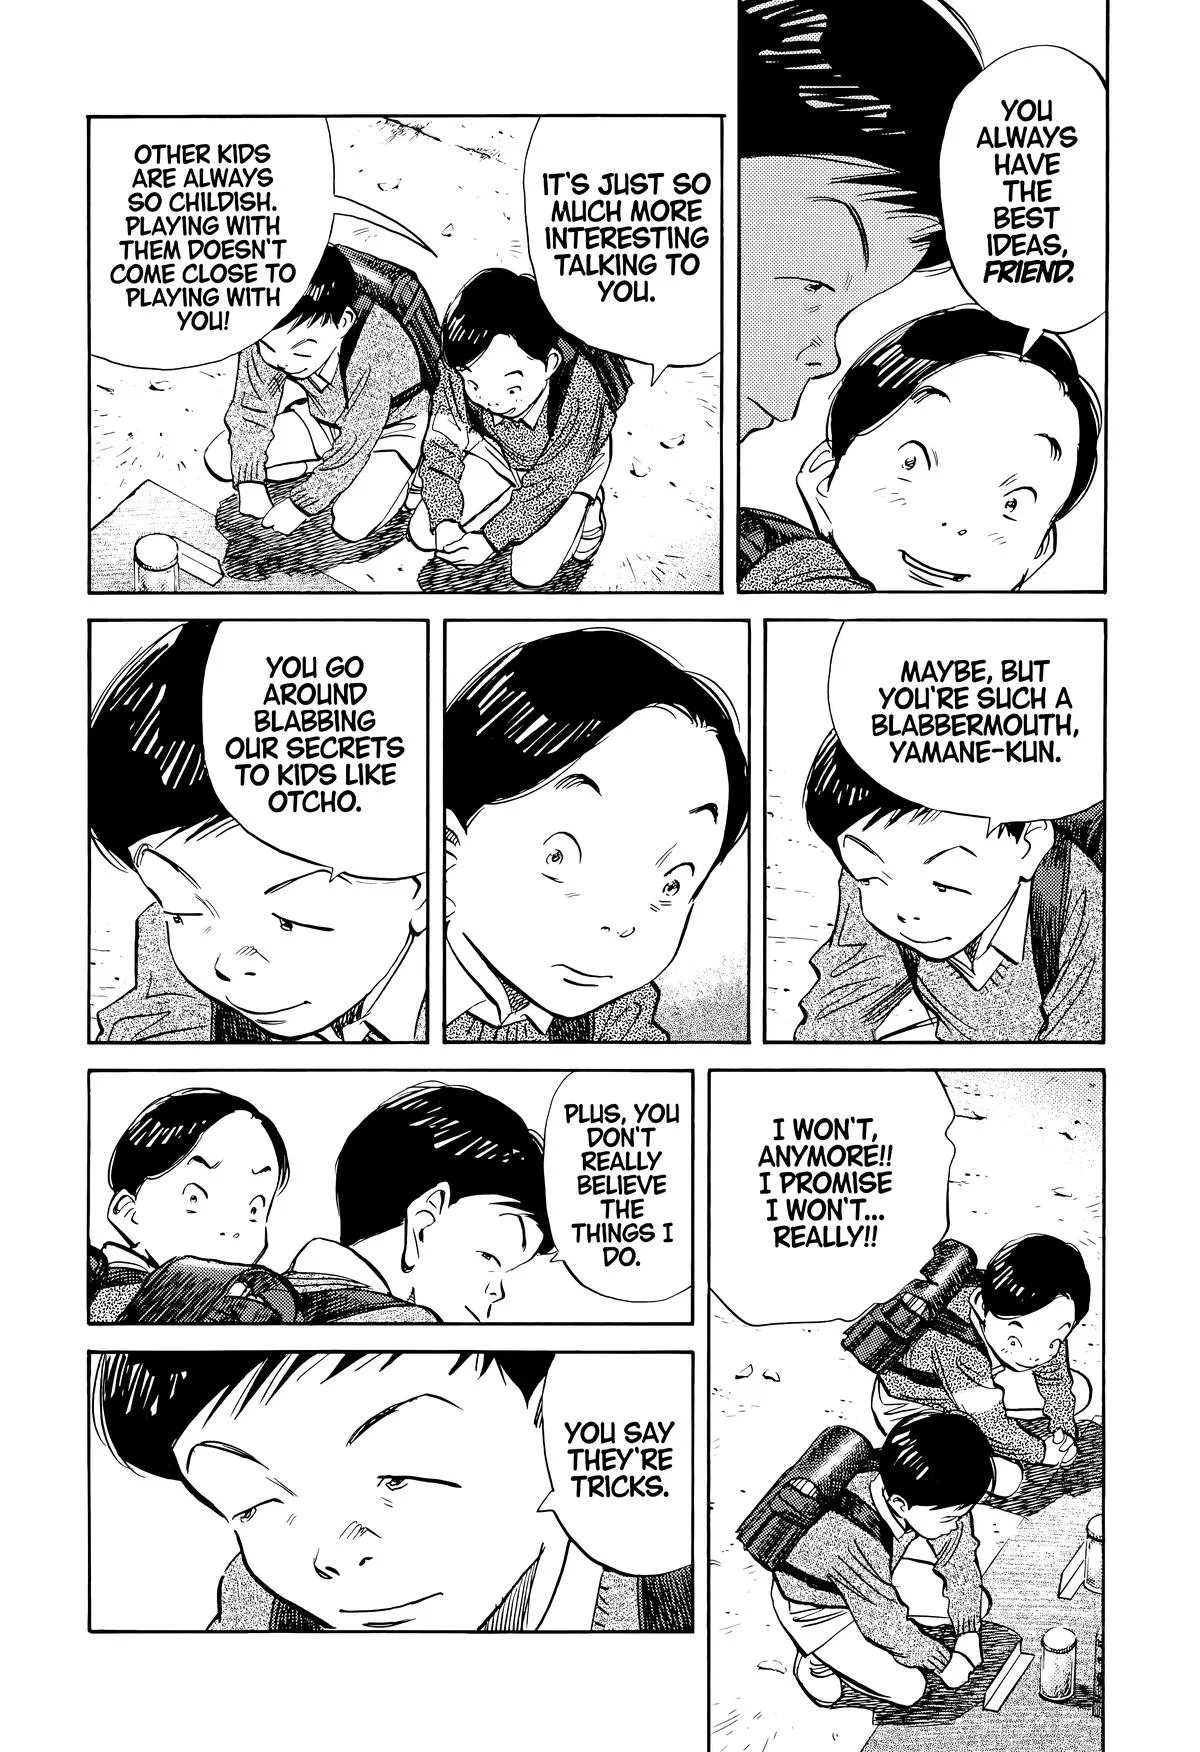 YOU
ALWAYS
HAVE
THE
BEST
IDEAS,
FRIEND.
IT'S JUST SO
MUCH MORE
INTERESTING
TALKING TO
YOU.
OTHER KIDS
ARE ALWAYS
SO CHILDISH.
PLAYING WITH
THEM DOESN'T
COME CLOSE TO
PLAYING WITH
YOU!
MAYBE, BUT
YOU'RE SUCH A
BLABBERMOUTH,
YAMANE-KUN.
YOU GO
AROUND
BLABBING
OUR SECRETS
TO KIDS LIKE
OTCHO.
I WON'T,
ANYMORE!!
I PROMISE
I WON'T...
REALLY!!
PLUS, YOU
DON'T
REALLY
BELIEVE
THE
THINGS I
DO.
YOU SAY
THEY'RE
TRICKS.